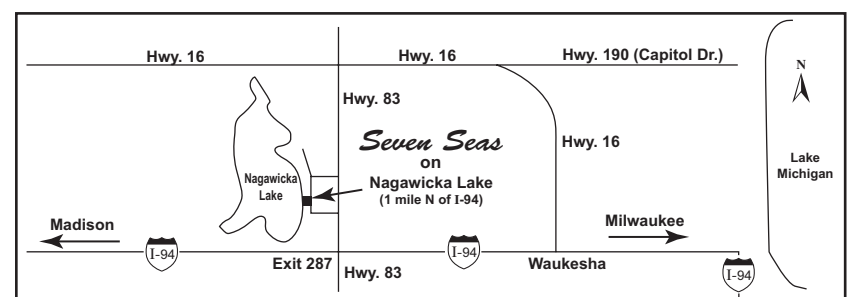 Hwy. 16
Hwy. 16
Hwy. 190 (Capitol Dr.)
N
Hwy. 83
Seven Seas
on
Nagawicka Lake
(1 mile N of I-94)
Hwy. 16
Lake
Michigan
Nagawicka
Lake
Madison
Milwaukee
I-94
Exit 287
Hwy. 83
I-94
Waukesha
I-94